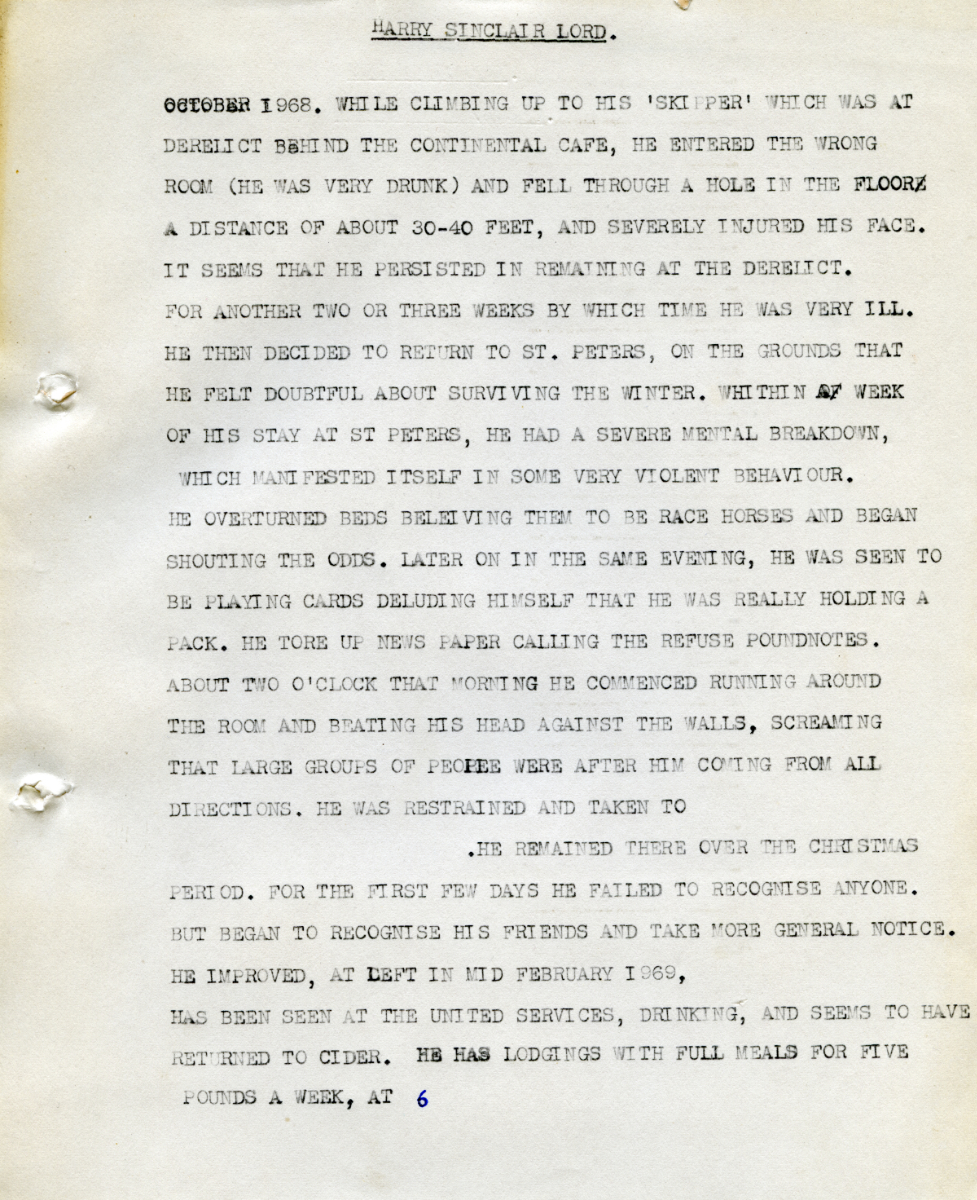 HARRY SINCLAIR LORD.
OCTOBER 1968. WHILE CLIMBING UP TO HIS 'SKIPPER' WHICH WAS AT
DERELICT BEHIND THE CONTINENTAL CAFE, HE ENTERED THE WRONG
ROOM (HE WAS VERY DRUNK) AND FELL THROUGH A HOLE IN THE FLOOR
A DISTANCE OF ABOUT 30-40 FEET, AND SEVERELY INJURED HIS FACE.
IT SEEMS THAT HE PERSISTED IN REMAINING AT THE DERELICT.
FOR ANOTHER TWO OR THREE WEEKS BY WHICH TIME HE WAS VERY ILL.
HE THEN DECIDED TO RETURN TO ST. PETERS, ON THE GROUNDS THAT
HE FELT DOUBTFUL ABOUT SURVIVING THE WINTER. WHITHIN WEEK
OF HIS STAY AT ST PETERS, HE HAD A SEVERE MENTAL BREAKDOWN,
WHICH MANIFESTED ITSELF IN SOME VERY VIOLENT BEHAVIOUR.
HE OVERTURNED BEDS BELEIVING THEM TO BE RACE HORSES AND BEGAN
SHOUTING THE ODDS. LATER ON IN THE SAME EVENING, HE WAS SEEN TO
BE PLAYING CARDS DELUDING HIMSELF THAT HE WAS REALLY HOLDING A
PACK. HE TORE UP NEWS PAPER CALLING THE REFUSE POUNDNOTES.
ABOUT TWO O'CLOCK THAT MORNING HE COMMENCED RUNNING AROUND
THE ROOM AND BEATING HIS HEAD AGAINST THE WALLS, SCREAMING
THAT LARGE GROUPS OF PEOPLE WERE AFTER HIM COMING FROM ALL
DIRECTIONS. HE WAS RESTRAINED AND TAKEN TO
.HE REMAINED THERE OVER THE CHRISTMAS
PERIOD. FOR THE FIRST FEW DAYS HE FAILED TO RECOGNISE ANYONE.
BUT BEGAN TO RECOGNISE HIS FRIENDS AND TAKE MORE GENERAL NOTICE.
HE IMPROVED, AT LEFT IN MID FEBRUARY 1969,
HAS BEEN SEEN AT THE UNITED SERVICES, DRINKING, AND SEEMS TO HAVE
RETURNED TO CIDER. HE HAS LODGINGS WITH FULL MEALS FOR FIVE
POUNDS A WEEK, AT 6